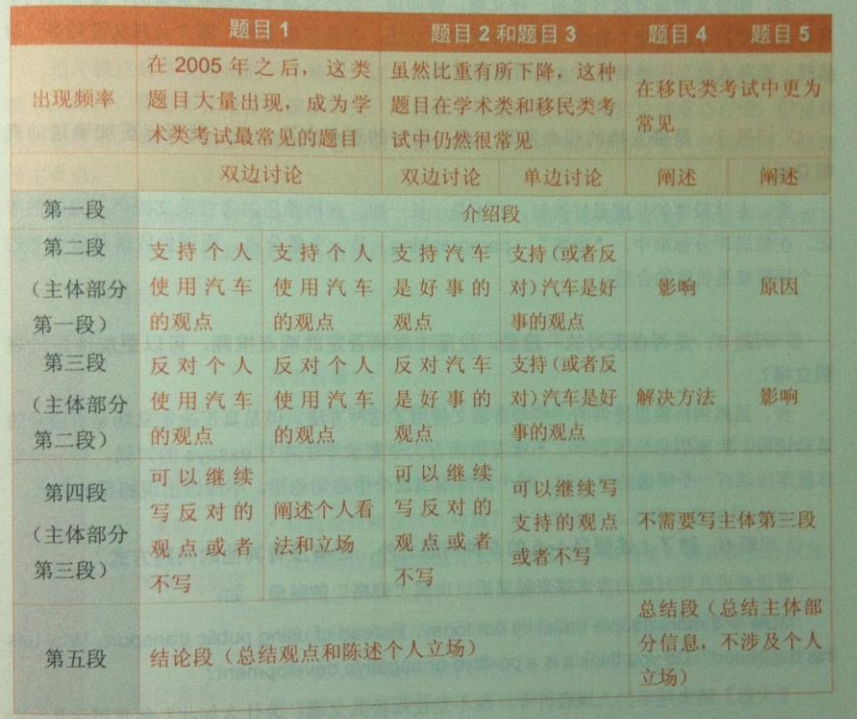 题目 1 题目 2 和题目 3 题目 4 题目 5
出现频率
在 2005 年之后，这类
题目大量出现，成为学
术类考试最常见的题目
虽然比重有所下降，这种
题目在学术类和移民类考
试中仍然很常见
在移民类考试中更为
常见
双边讨论 双边讨论 单边讨论 阐述 阐述
第一段 介绍段
第二段
（主体部分
第一段）
支持个人
使用汽车
的观点
支持个人
使用汽车
的观点
支持汽车
是好事的
观点
支持（或者反
对）汽车是好
事的观点
影响
原因
第三段
（主体部分
第二段）
反对个人
使用汽车
的观点
反对个人
使用汽车
的观点
反对汽车
是好事的
观点
支持（或者反
对）汽车是好
事的观点
解决方法
影响
第四段
（主体部分
第三段）
可以继续
写反对的
观点或者
不写
阐述个人看
法和立场
可以继续
写反对的
观点或者
不写
可以继续写
支持的观点
或者不写
不需要写主体第三段
第五段
结论段（总结观点和陈述个人立场）
总结段（总结主体部
分信息，不涉及个人
立场）